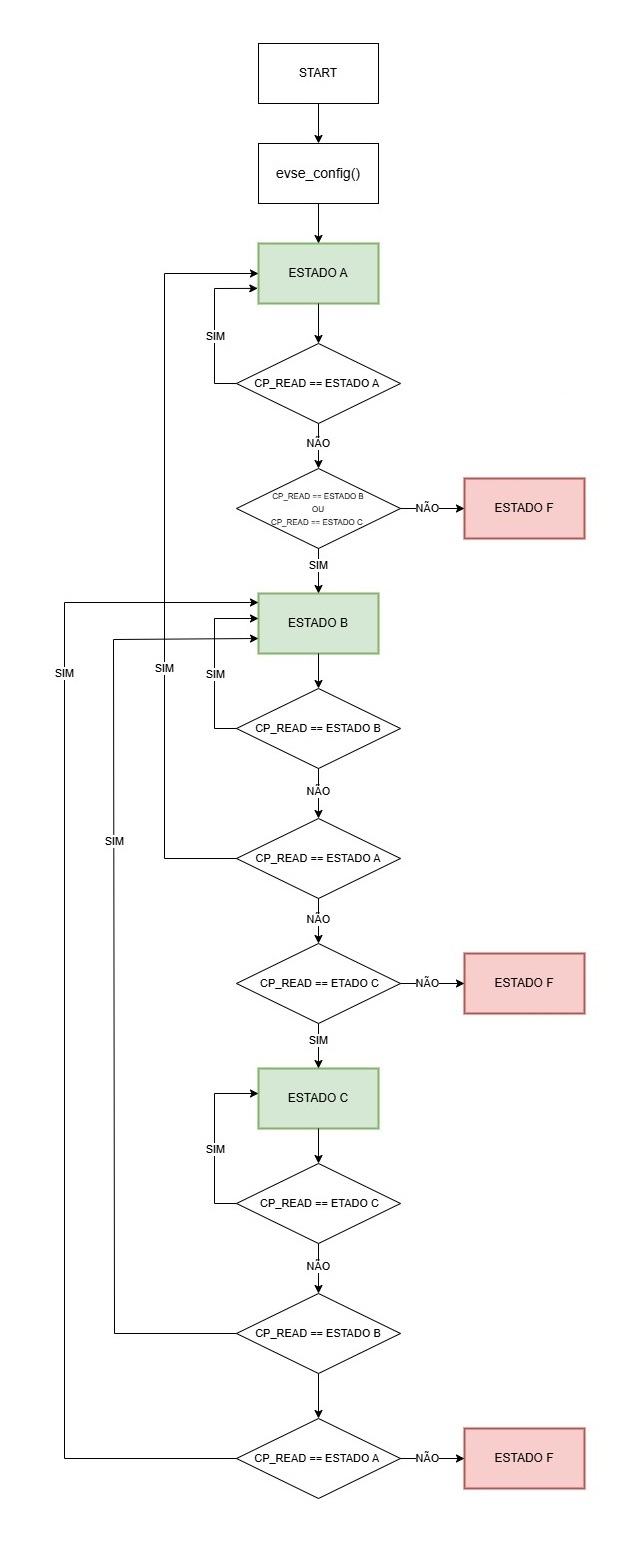 START
evse_config()
ESTADO A
SIM
CP_READ == ESTADO A
NÃO
CP_READ == ESTADO B
OU
CP_READ == ESTADO C
NÃO
ESTADO F
SIM
ESTADO B
SIM
SIM
SIM
CP_READ == ESTADO B
NÃO
SIM
CP_READ == ESTADO A
NÃO
CP_READ == ETADO C
NÃO
ESTADO F
SIM
ESTADO C
SIM
CP_READ == ETADO C
NÃO
CP_READ == ESTADO B
CP_READ == ESTADO A
NÃO
ESTADO F